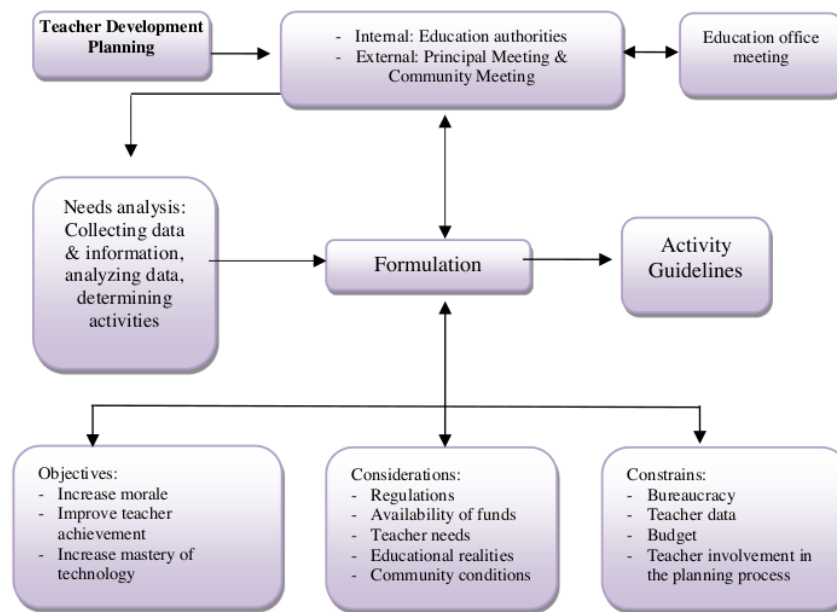 Teacher Development
Planning
- Internal: Education authorities
- External: Principal Meeting &
Community Meeting
Education office
meeting
Needs analysis:
Collecting data
& information,
analyzing data,
determining
activities
Formulation
Activity
Guidelines
Objectives:
- Increase morale
- Improve teacher
achievement
- Increase mastery of
technology
Considerations:
- Regulations
- Availability of funds
- Teacher needs
- Educational realities
- Community conditions
Constrains:
- Bureaucracy
- Teacher data
- Budget
- Teacher involvement in
the planning process